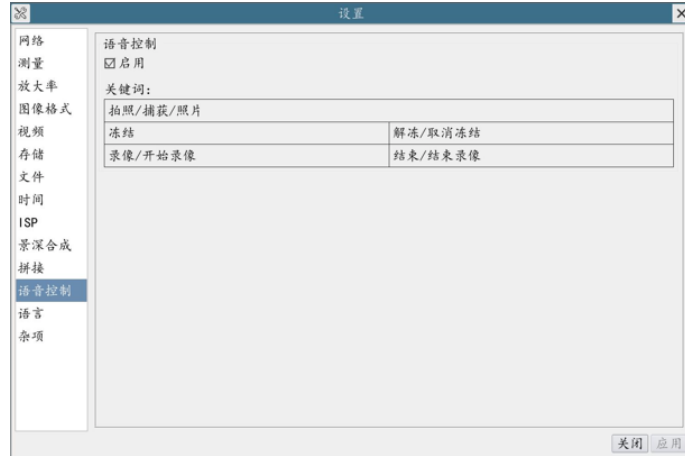 设置
网络
测量
放大率
图像格式
视频
存储
文件
时间
ISP
景深合成
拼接
语音控制
语言
杂项
语音控制
启用
关键词:
拍照/捕获/照片
冻结 解冻/取消冻结
录像/开始录像 结束/结束录像
关闭 应用